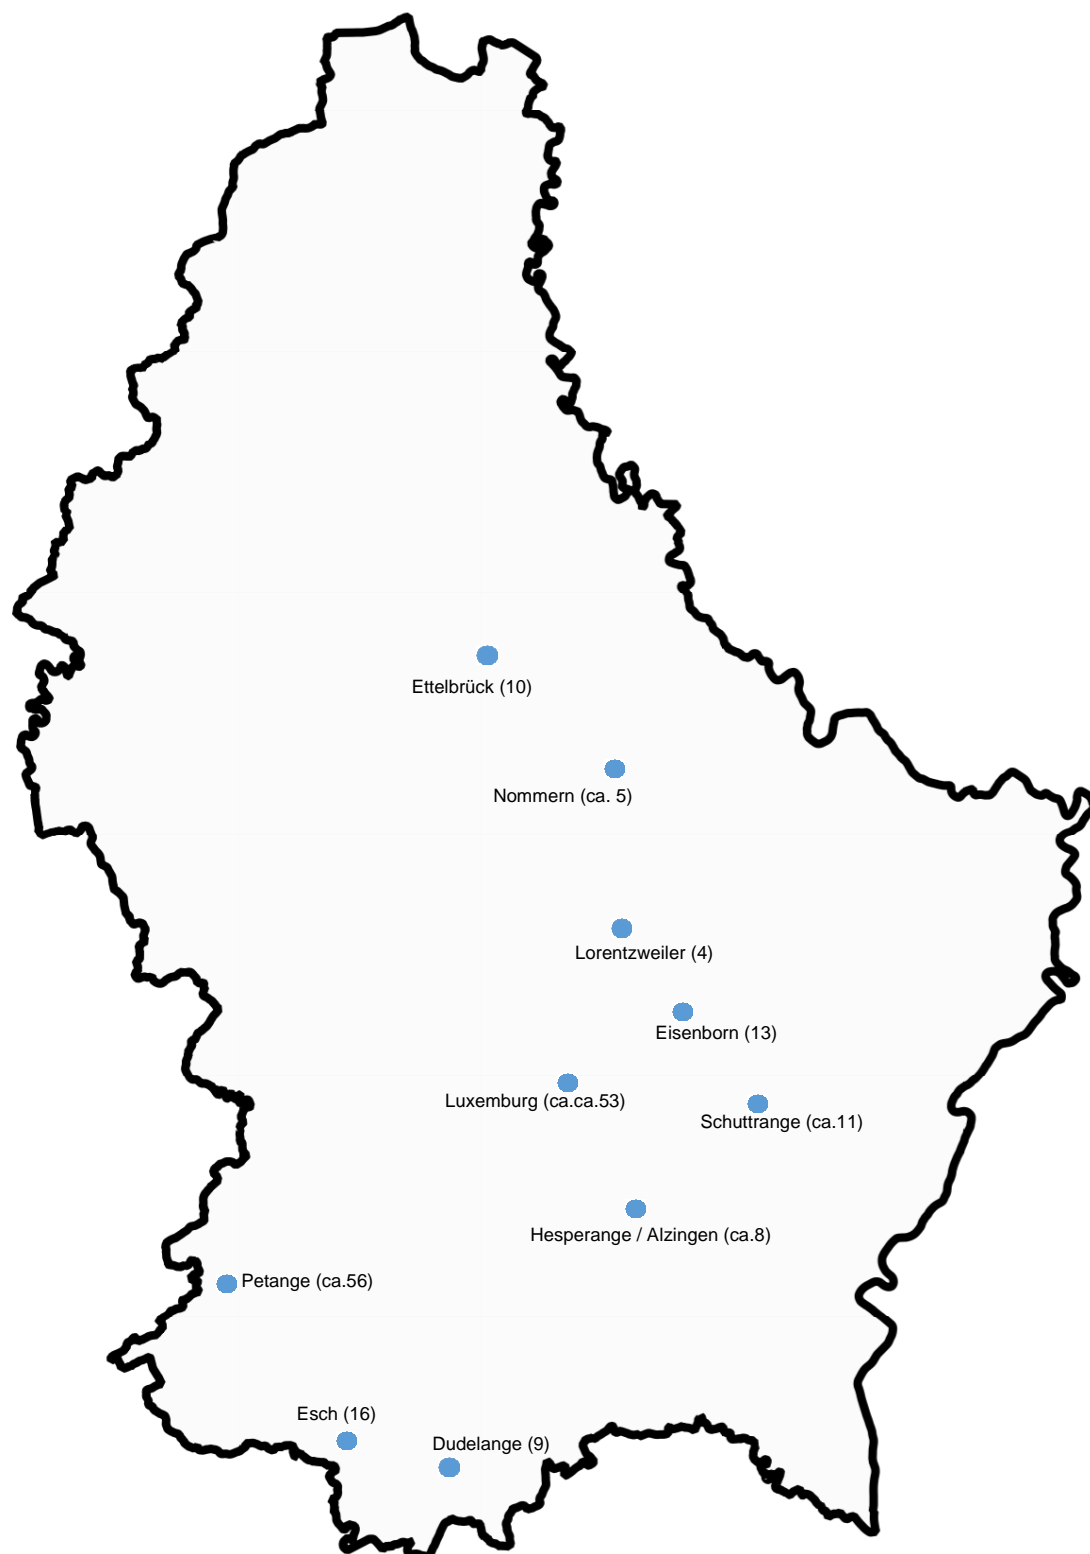 Ettelbrück (10)
Nommern (ca. 5)
Lorentzweiler (4)
Eisenborn (13)
Luxemburg (ca.ca.53)
Schuttrange (ca.11)
Hesperange / Alzingen (ca.8)
Petange (ca.56)
Esch (16)
Dudelange (9)